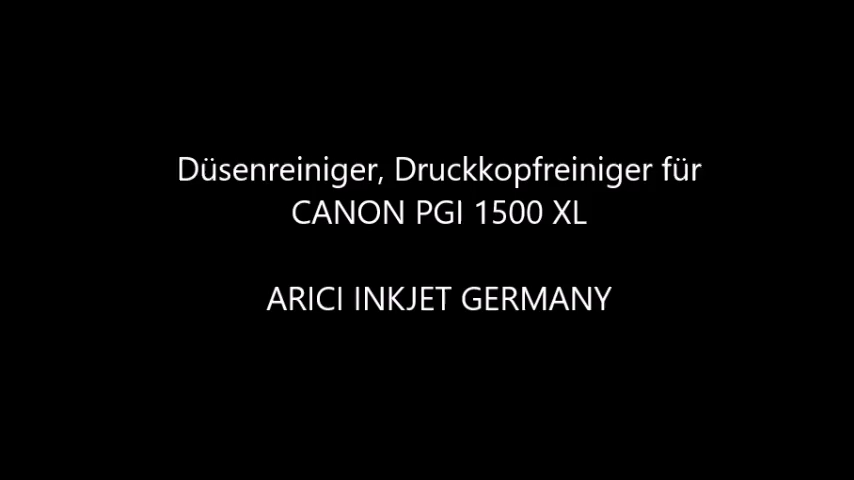 Düsenreiniger, Druckkopfreiniger für
CANON PGI 1500 XL
ARICI INKJET GERMANY